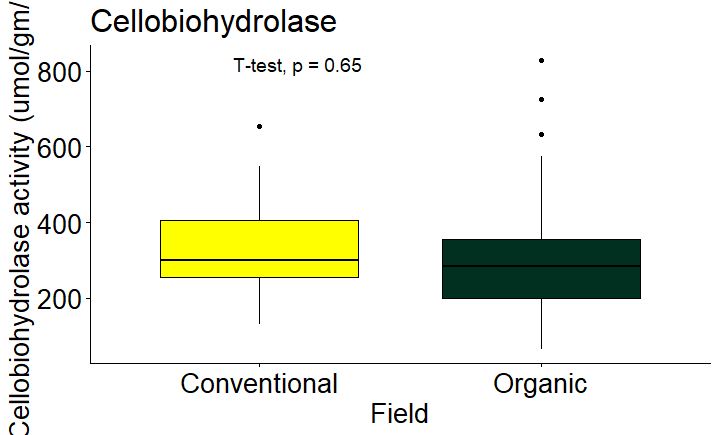 Cellobiohydrolase
Cellobiohydrolase activity (umol/gm/
T-test, p = 0.65
800
600
400
200
Conventional
Organic
Field